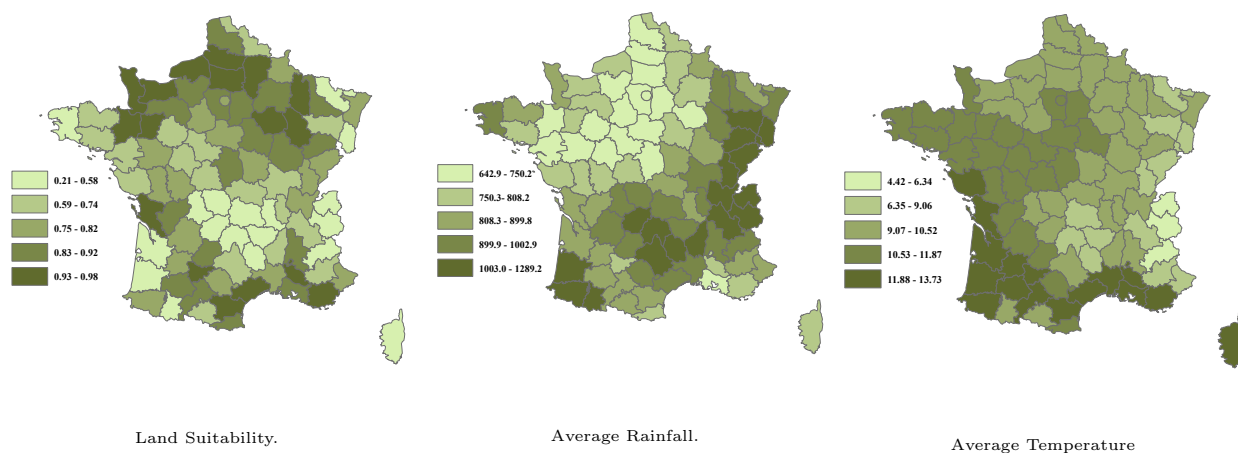 0.21 - 0.58
0.59 - 0.74
0.75 - 0.82
0.83 - 0.92
0.93 - 0.98
Land Suitability.
642.9 - 750.2
750.3 - 808.2
808.3 - 899.8
899.9 - 1002.9
1003.0 - 1289.2
Average Rainfall.
4.42 - 6.34
6.35 - 9.06
9.07 - 10.52
10.53 - 11.87
11.88 - 13.73
Average Temperature